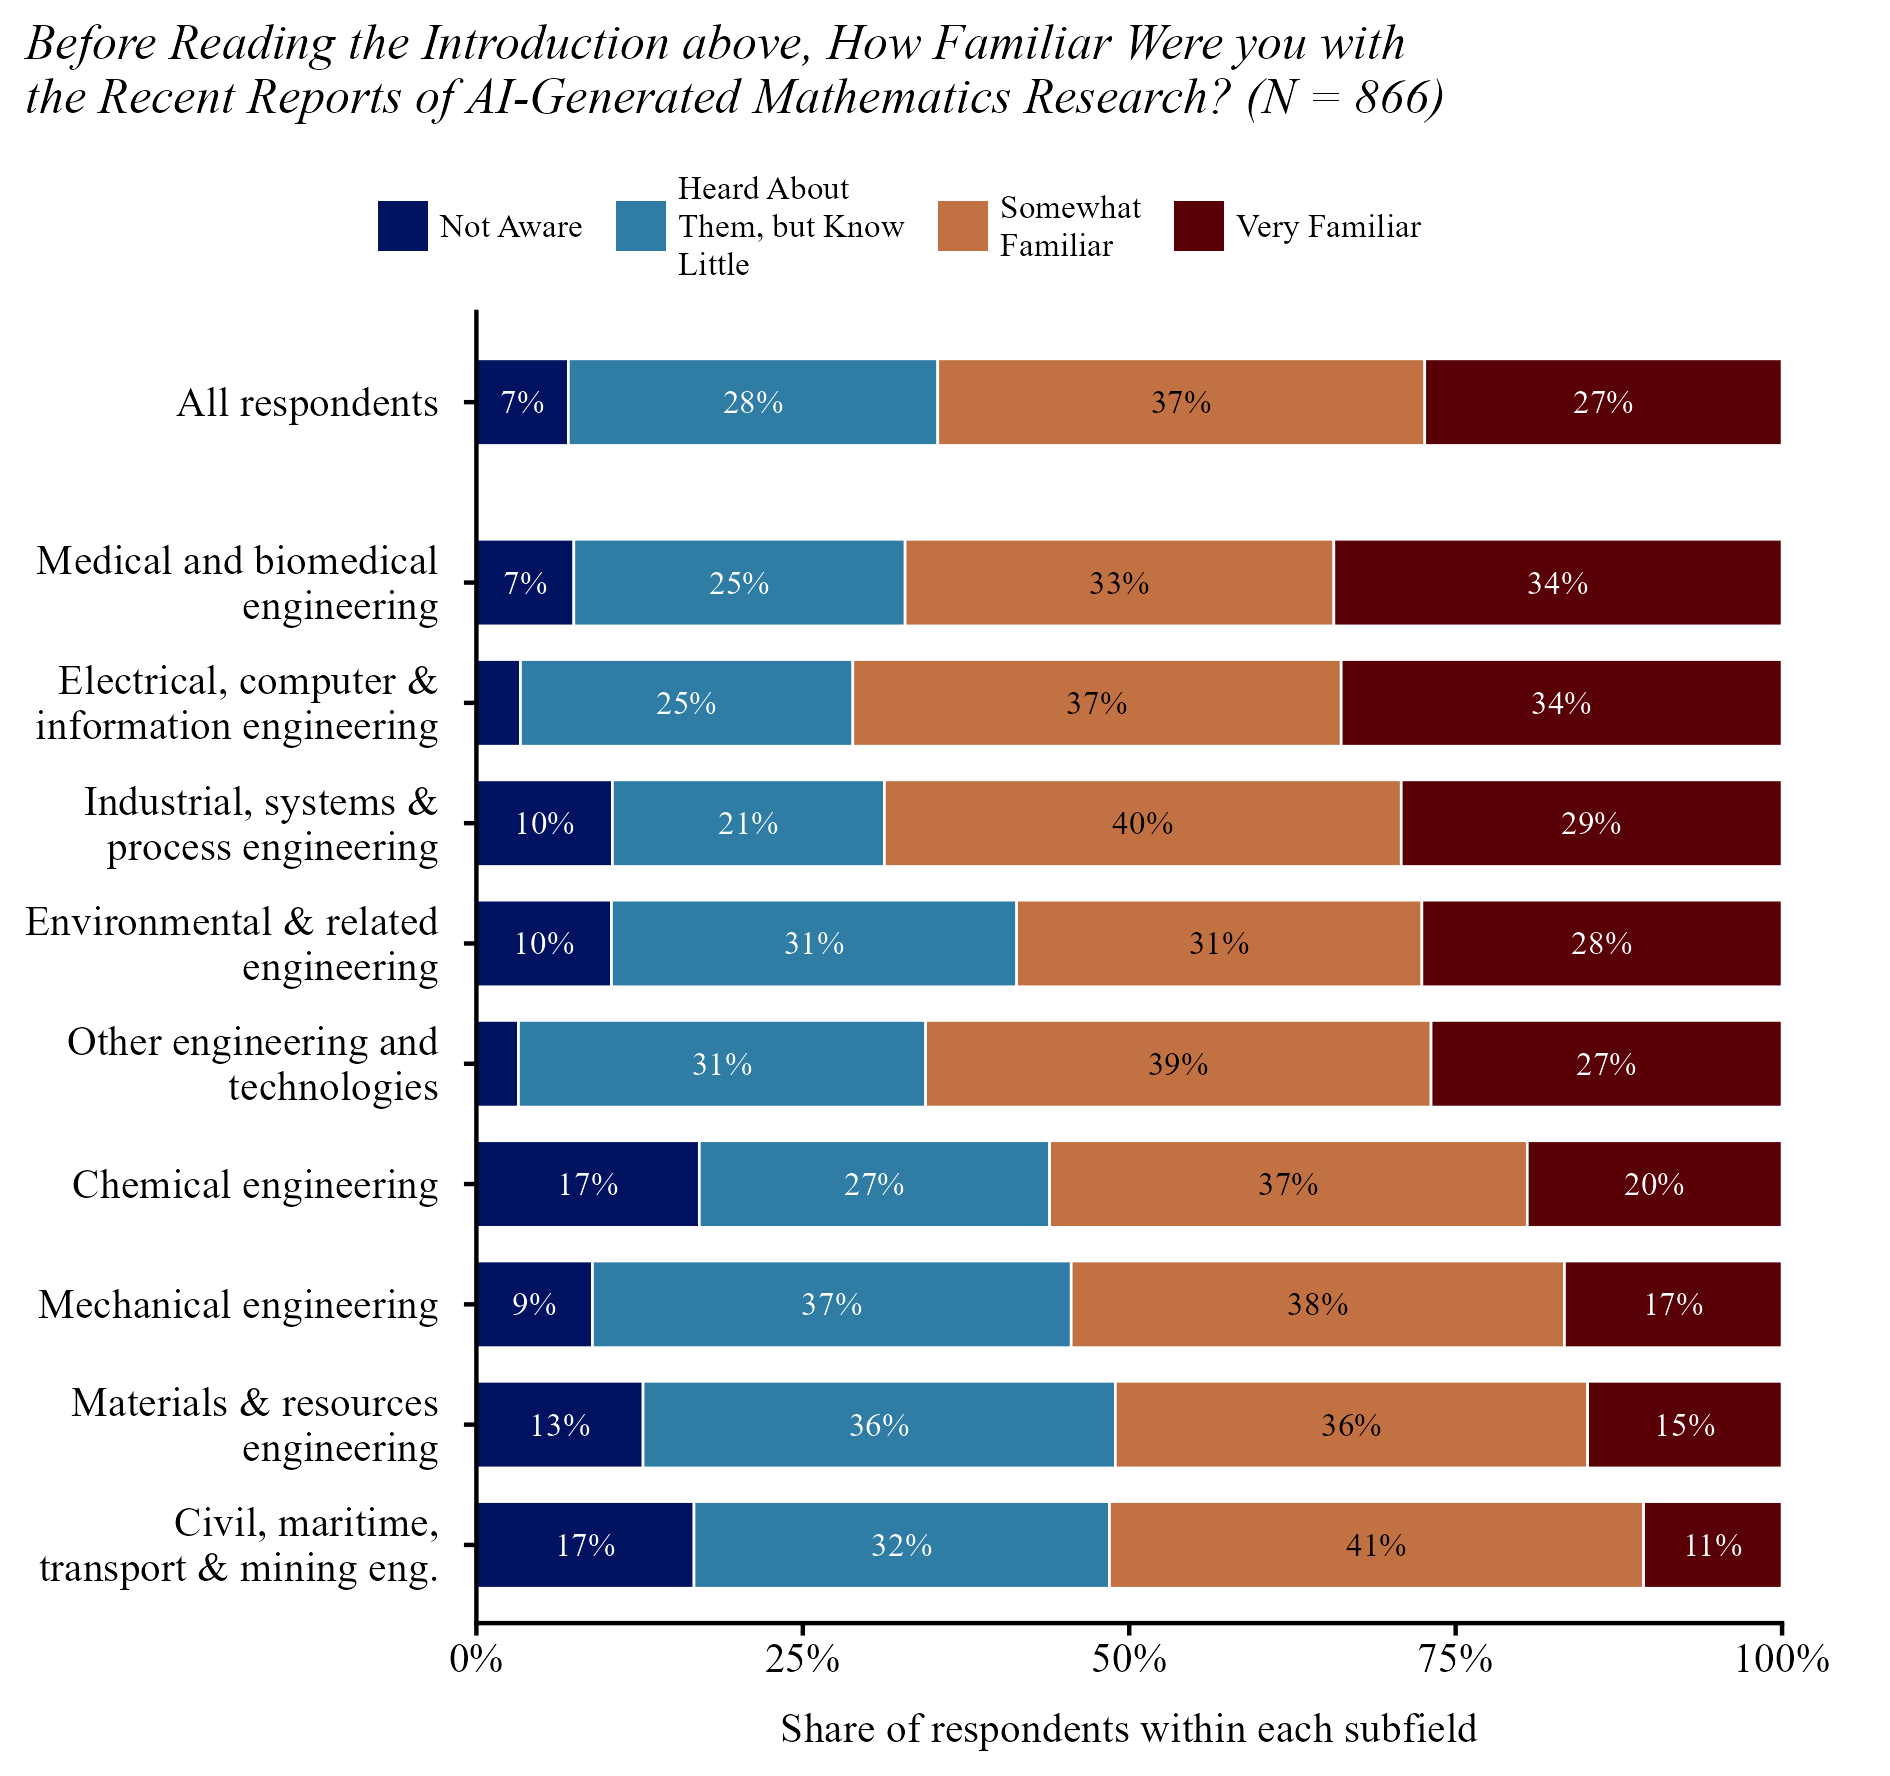 Before Reading the Introduction above, How Familiar Were you with
the Recent Reports of AI-Generated Mathematics Research? (N = 866)
Not Aware
Heard About
Them, but Know
Little
Somewhat
Familiar
Very Familiar
All respondents
7% 28% 37% 27%
Medical and biomedical
engineering
7% 25% 33% 34%
Electrical, computer &
information engineering
25% 37% 34%
Industrial, systems &
process engineering
10% 21% 40% 29%
Environmental & related
engineering
10% 31% 31% 28%
Other engineering and
technologies
31% 39% 27%
Chemical engineering
17% 27% 37% 20%
Mechanical engineering
9% 37% 38% 17%
Materials & resources
engineering
13% 36% 36% 15%
Civil, maritime,
transport & mining eng.
17% 32% 41% 11%
0% 25% 50% 75% 100%
Share of respondents within each subfield